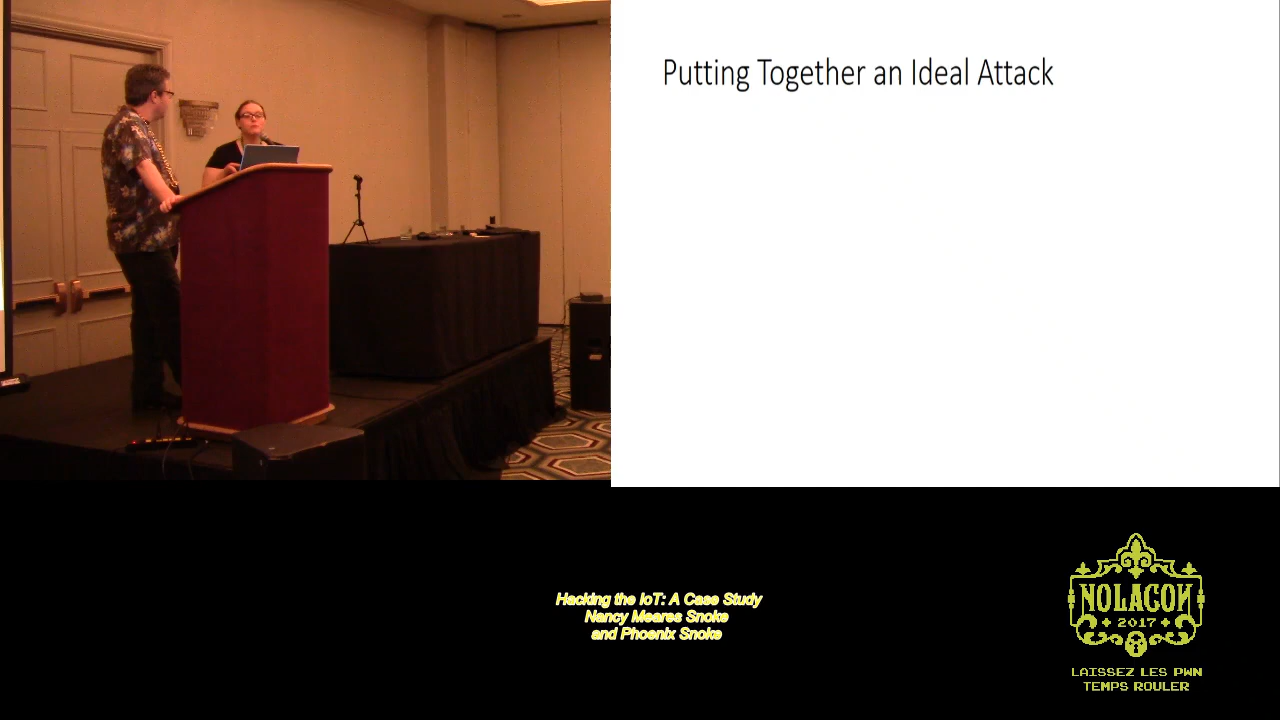 Putting Together an Ideal Attack
Hacking the IoT: A Case Study
Nancy Meares Snoke
and Phoenix Snoke
NOLACON
2017
LAISSEZ LES PWN
TEMPS ROULER